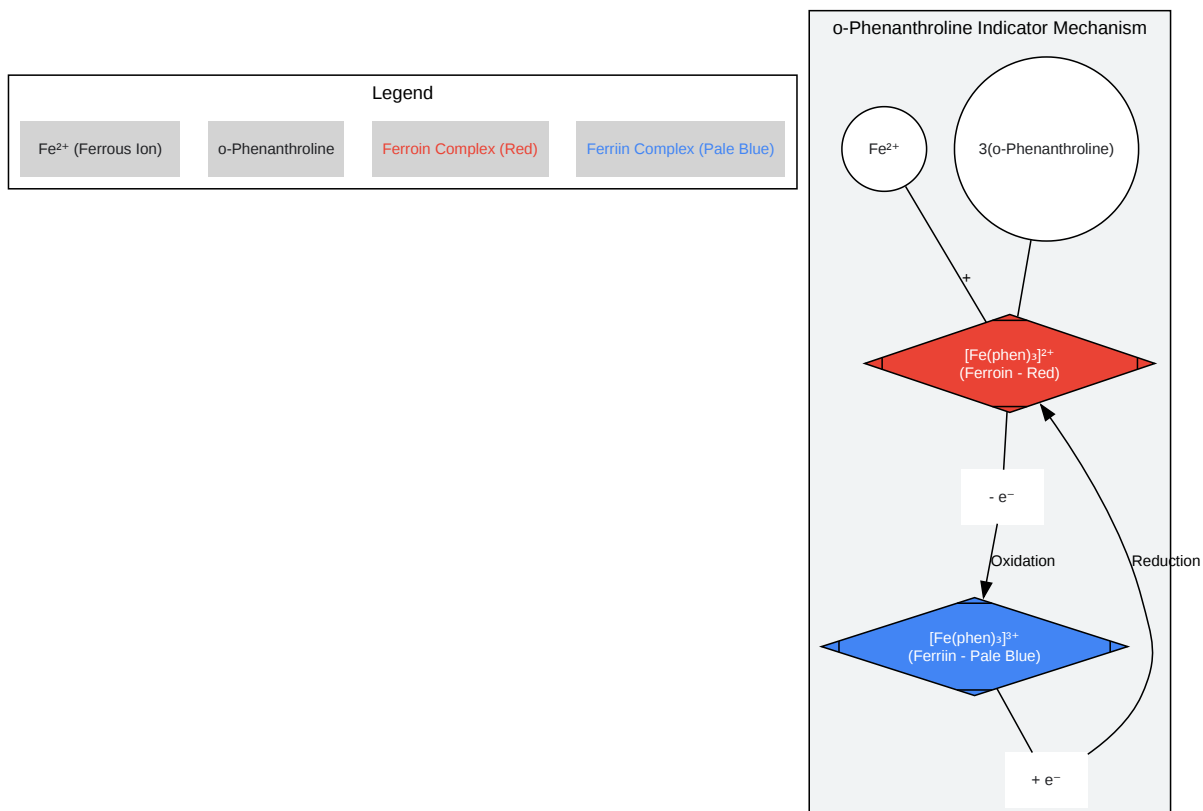 o-Phenanthroline Indicator Mechanism
Legend
Fe²⁺ (Ferrous Ion)
o-Phenanthroline
Ferroin Complex (Red)
Ferriin Complex (Pale Blue)
Fe²⁺
3(o-Phenanthroline)
+
[Fe(phen)₃]²⁺
(Ferroin - Red)
- e⁻
Oxidation
Reduction
[Fe(phen)₃]³⁺
(Ferriin - Pale Blue)
+ e⁻